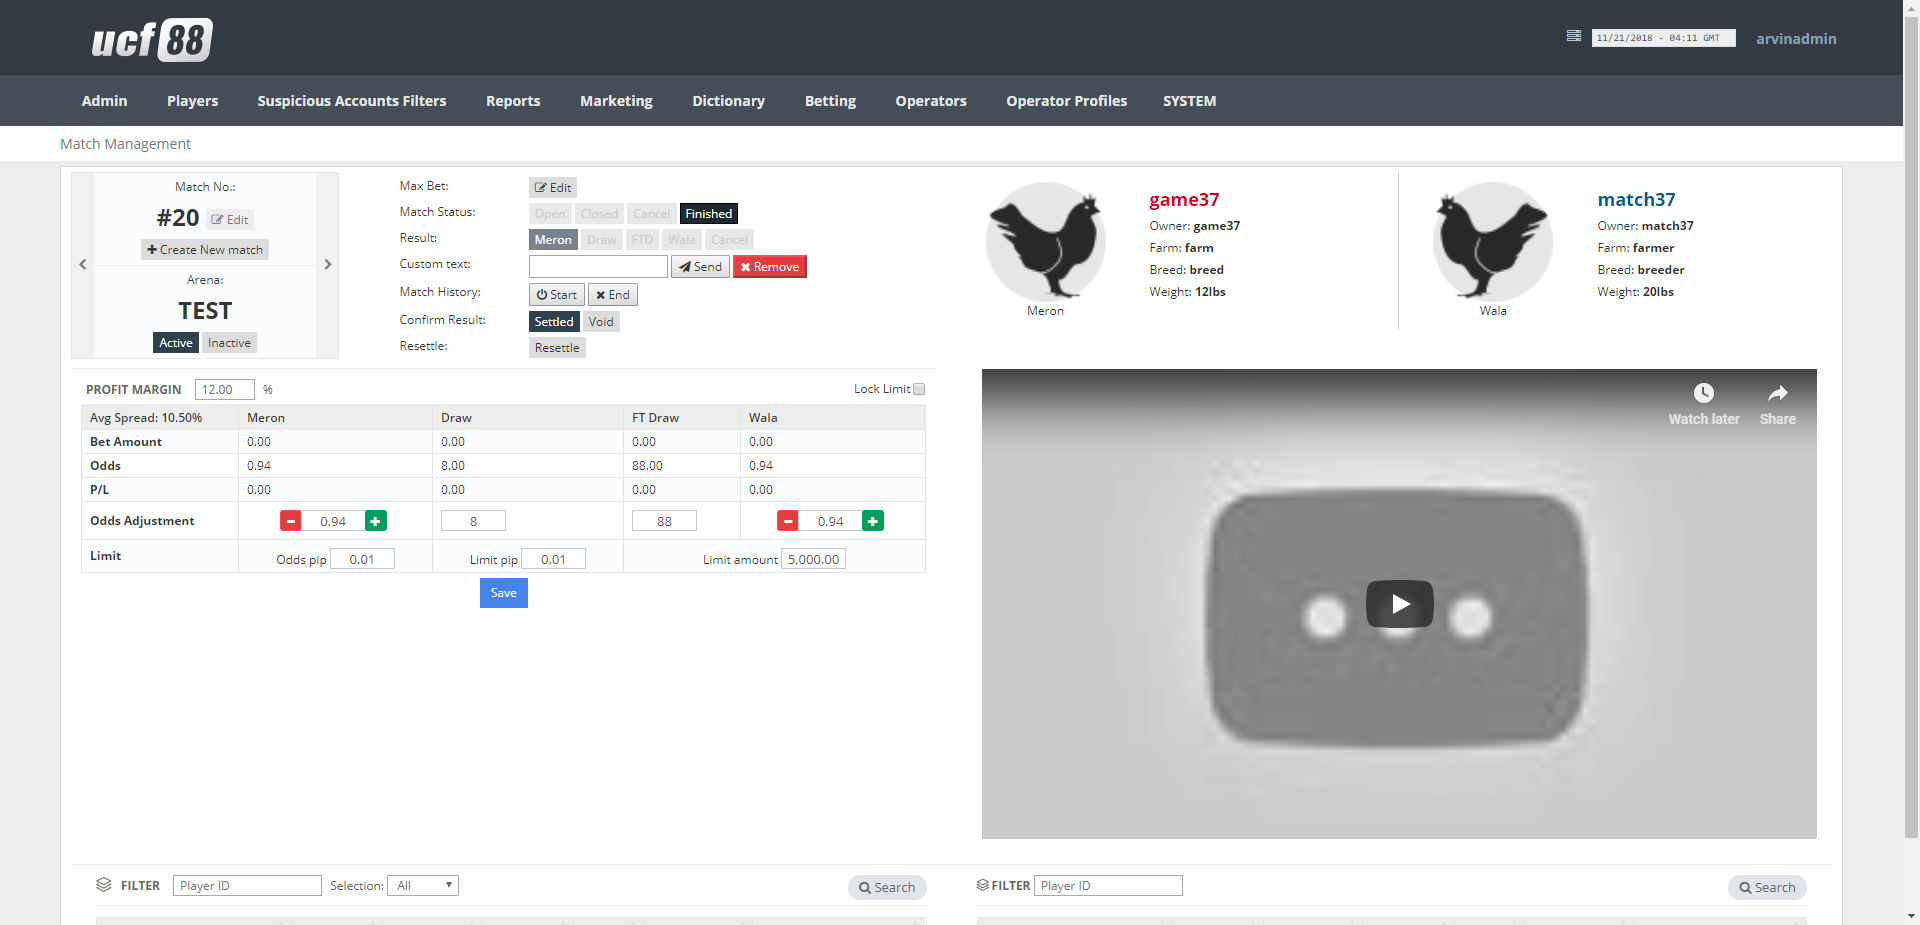 ucf 88
11/21/2018 - 04:11 GMT
arvinadmin
Admin Players Suspicious Accounts Filters Reports Marketing Dictionary Betting Operators Operator Profiles SYSTEM
Match Management
Match No.:
#20 Edit
Create New match
Arena:
TEST
Active Inactive
Max Bet: Edit
Match Status: Open Closed Cancel Finished
Result: Meron Draw FTD Wala Cancel
Custom text: Send Remove
Match History: Start End
Confirm Result: Settled Void
Resettle: Resettle
Meron
game37
Owner: game37
Farm: farm
Breed: breed
Weight: 12lbs
Wala
match37
Owner: match37
Farm: farmer
Breed: breeder
Weight: 20lbs
PROFIT MARGIN 12.00 %
Lock Limit
Avg Spread: 10.50% Meron Draw FT Draw Wala
Bet Amount 0.00 0.00 0.00 0.00
Odds 0.94 8.00 88.00 0.94
P/L 0.00 0.00 0.00 0.00
Odds Adjustment 0.94 8 88 0.94
Limit Odds pip 0.01 Limit pip 0.01 Limit amount 5,000.00
Save
Watch later Share
FILTER Player ID Selection: All Search
FILTER Player ID Search